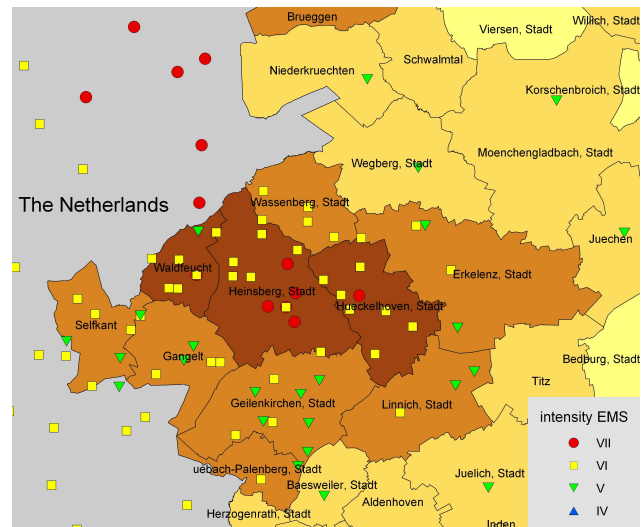 Brueggen
Viersen, Stadt
Willich, Stadt
Niederkruechten
Schwalmtal
Korschenbroich, Stadt
Wegberg, Stadt
Moenchengladbach, Stadt
The Netherlands
Wassenberg, Stadt
Juechen
Waldfeucht
Erkelenz, Stadt
Heinsberg, Stadt
Hueckelhoven, Stadt
Selfkant
Gangelt
Bedburg, Stadt
Titz
Geilenkirchen, Stadt
Linnich, Stadt
intensity EMS
VII
VI
V
IV
uebach-Palenberg, Stadt
Baesweiler, Stadt
Juelich, Stadt
Aldenhoven
Herzogenrath, Stadt
Inden